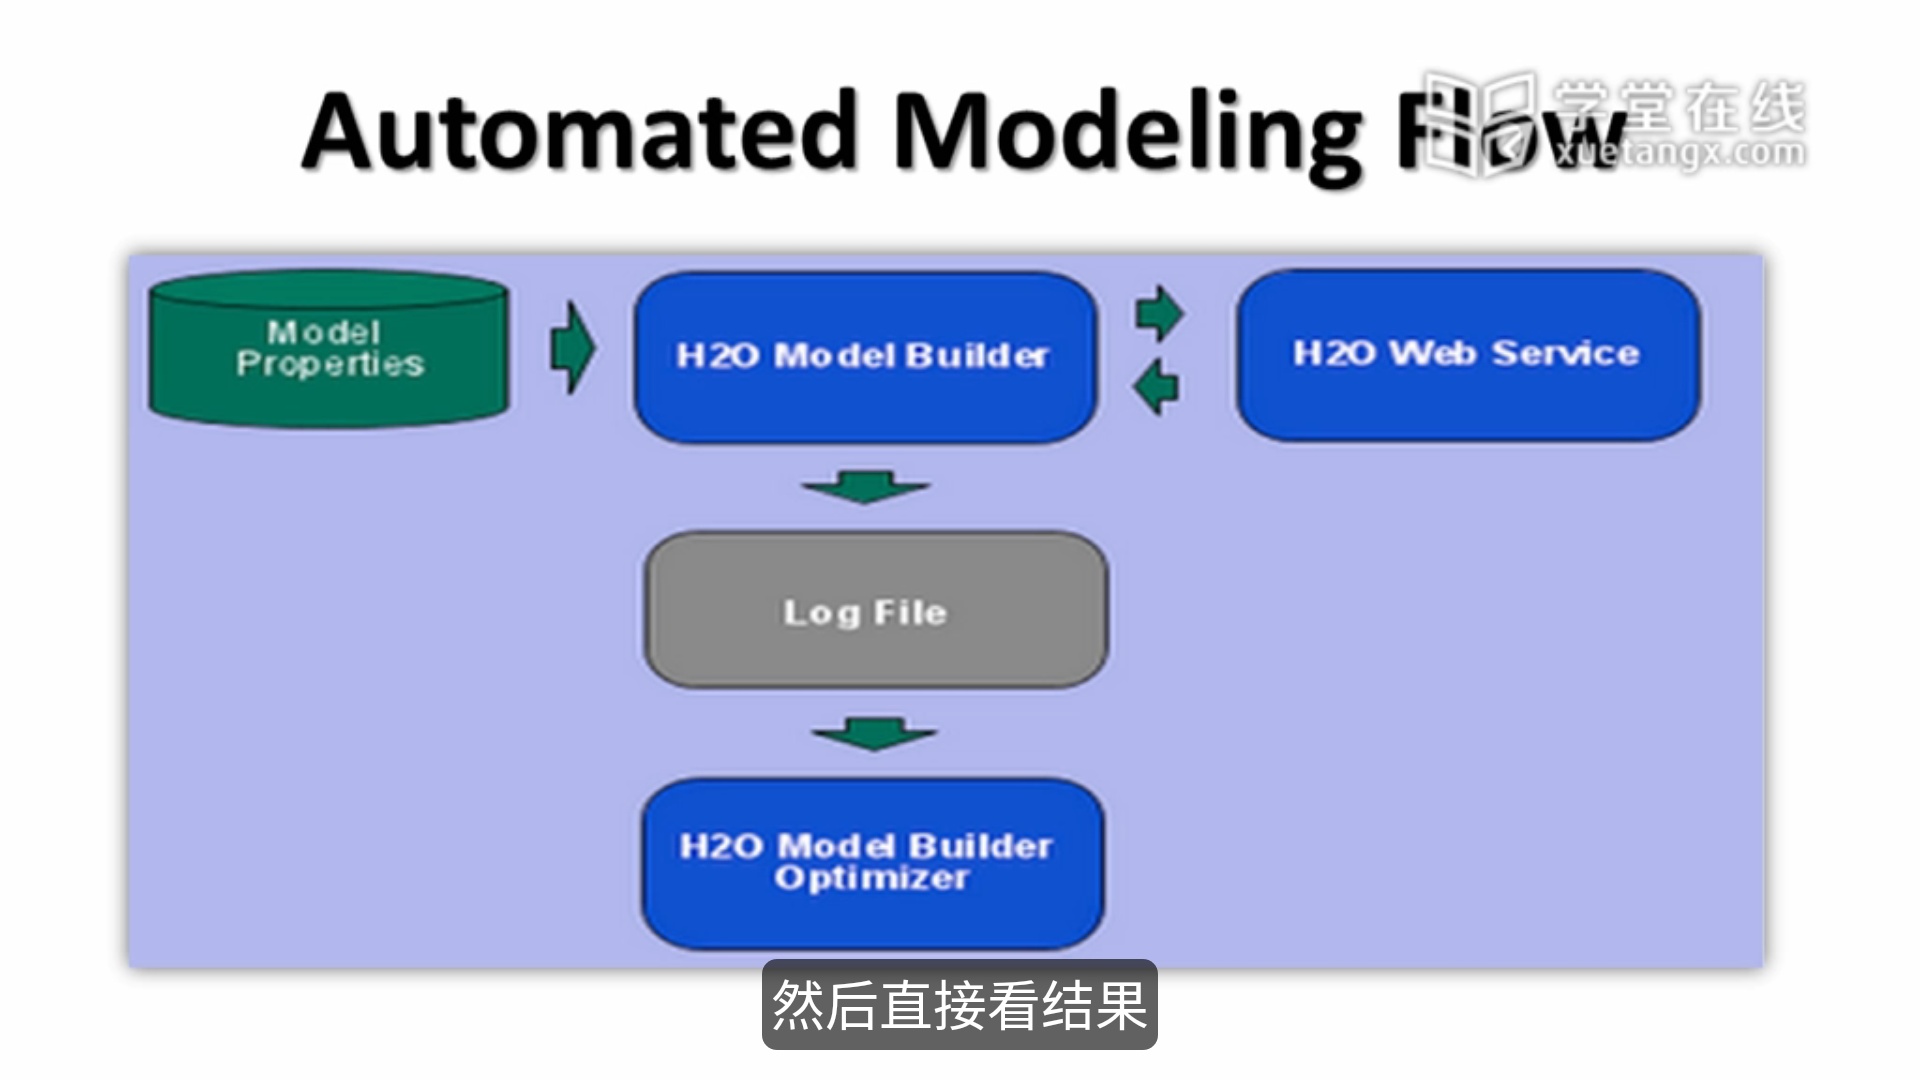 Automated Modeling Flow
学堂在线
xuetangx.com
Model
Properties
H2O Model Builder
H2O Web Service
Log File
H2O Model Builder
Optimizer
然后直接看结果